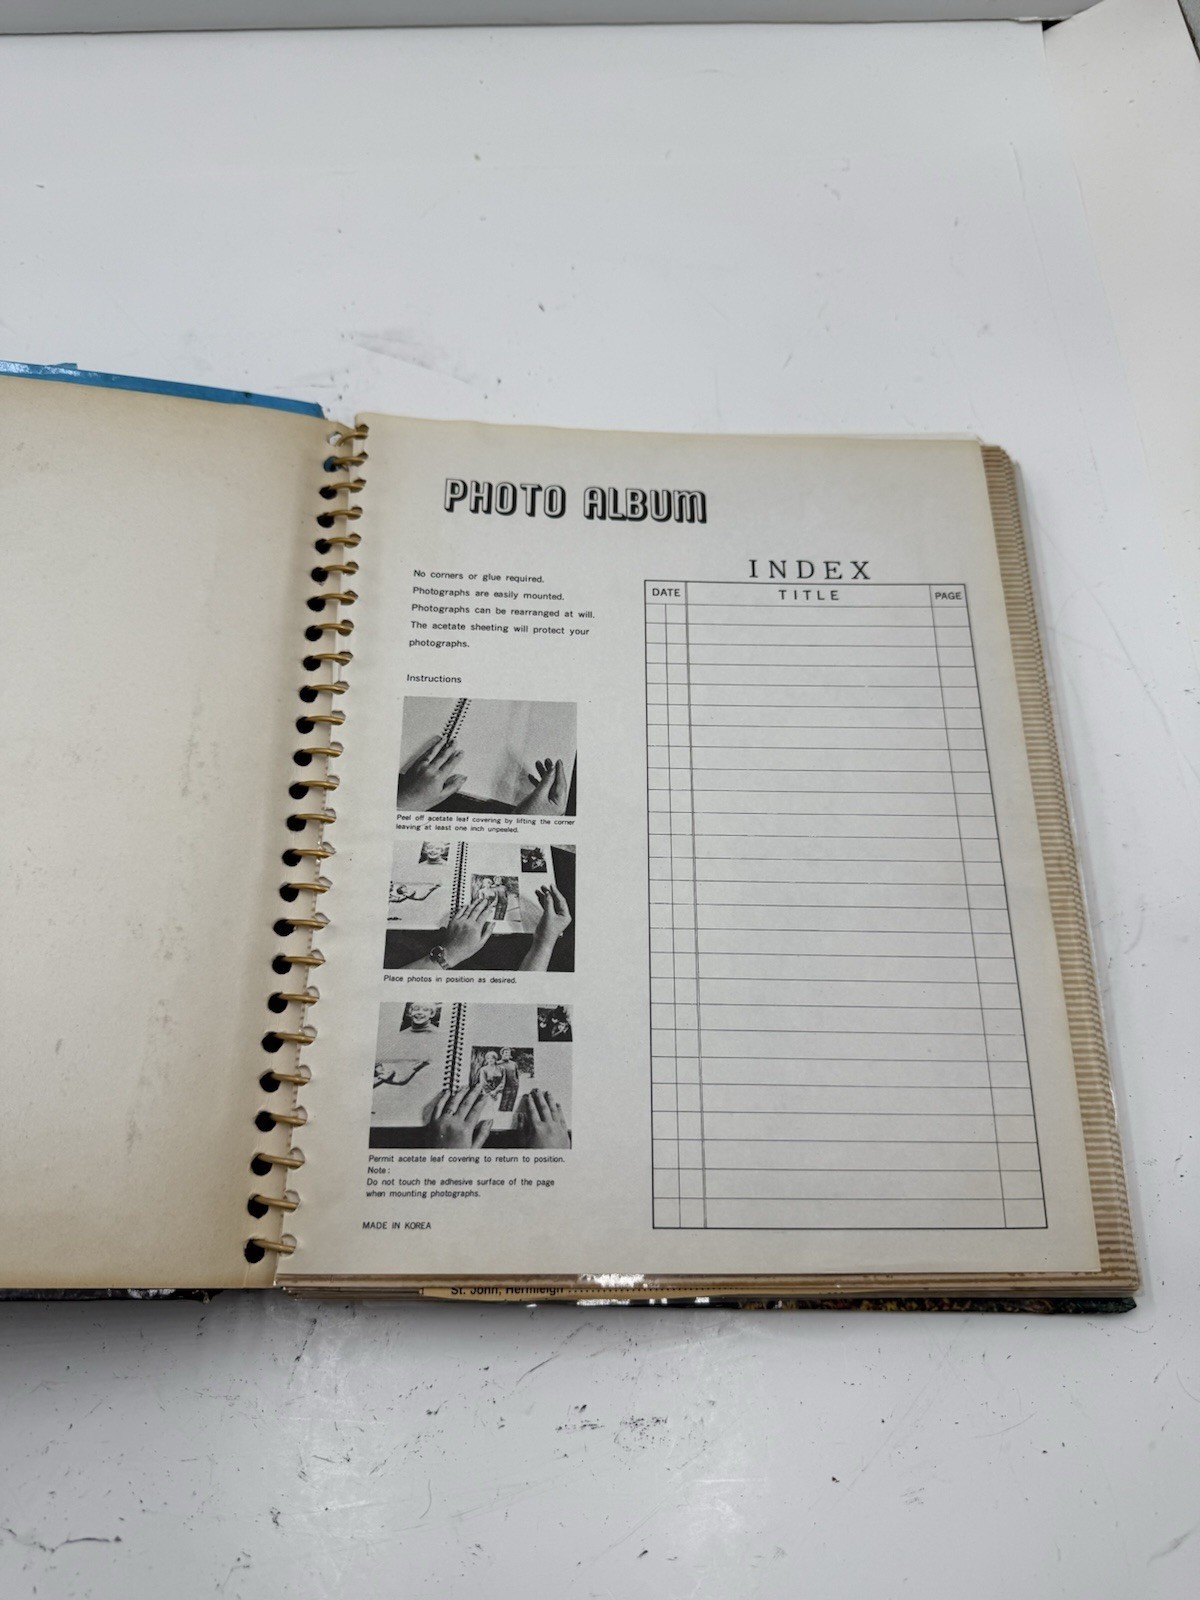 PHOTO ALBUM
No corners or glue required.
Photographs are easily mounted.
Photographs can be rearranged at will.
The acetate sheeting will protect your
photographs.
Instructions
Peel off acetate leaf covering by lifting the corner
leaving at least one inch unpeeled.
Place photos in position as desired.
Permit acetate leaf covering to return to position.
Note:
Do not touch the adhesive surface of the page
when mounting photographs.
MADE IN KOREA
INDEX
DATE TITLE PAGE
St. John, Hermleigh